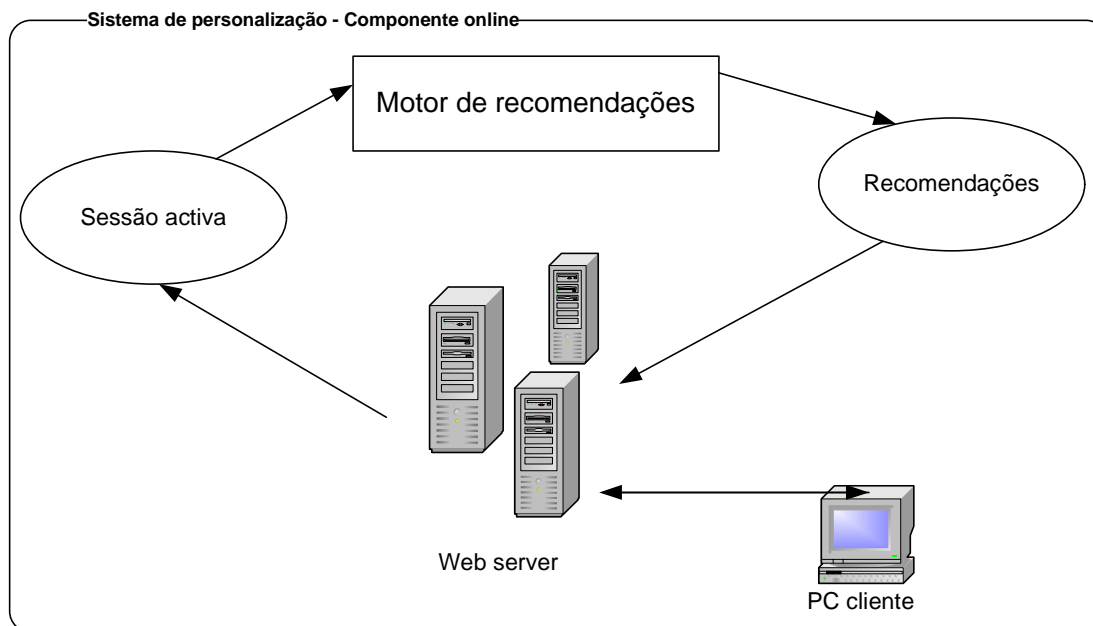 Sistema de personalização - Componente online
Motor de recomendações
Recomendações
Sessão activa
Web server
PC cliente